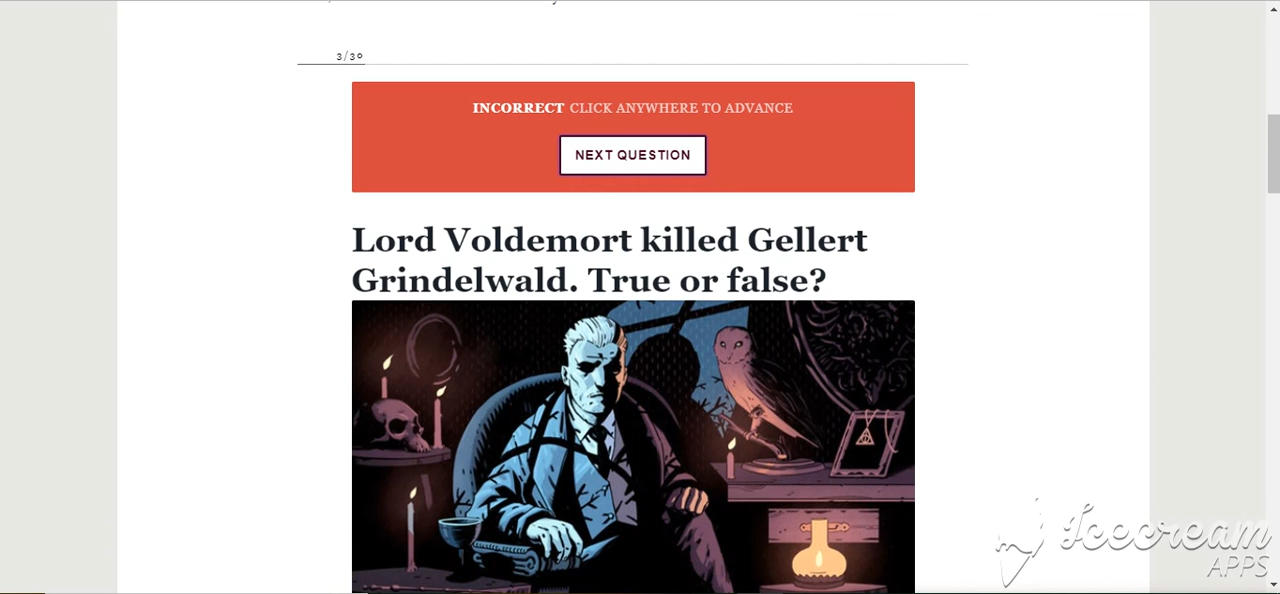 3/30
INCORRECT CLICK ANYWHERE TO ADVANCE
NEXT QUESTION
Lord Voldemort killed Gellert
Grindelwald. True or false?
Icecream
APPS